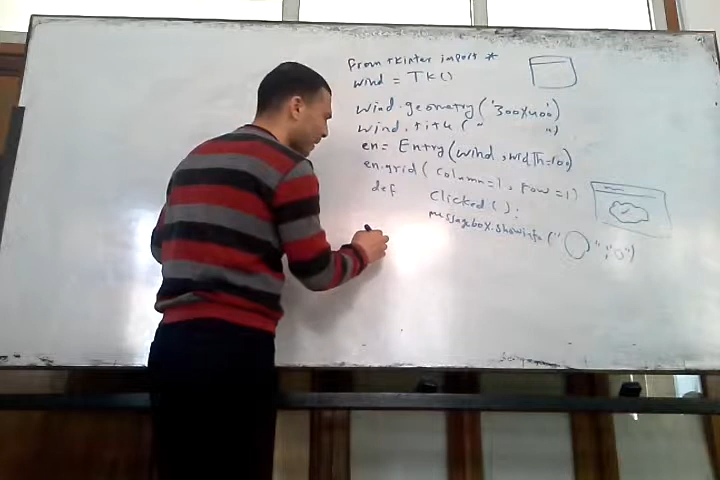 from tkinter import *
wind = Tk()
wind.geometry('300x400')
wind.title(" ")
en= Entry(wind,width=100)
en.grid(column=1, row=1)
def clicked():
messagebox.showinfo(" ","")